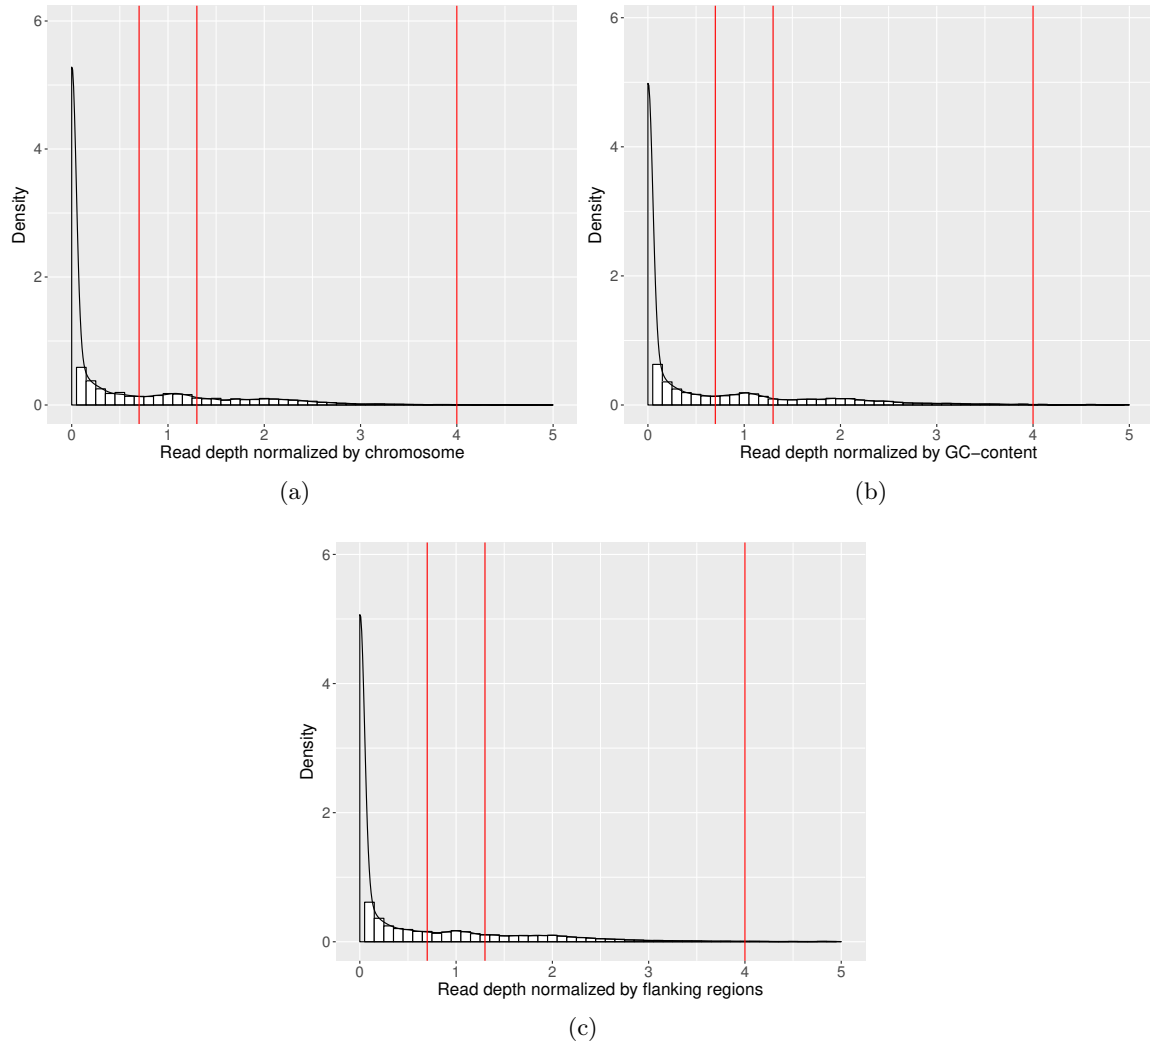 6
4
2
0
Density
0 1 2 3 4 5
Read depth normalized by chromosome
(a)
6
4
2
0
Density
0 1 2 3 4 5
Read depth normalized by GC−content
(b)
6
4
2
0
Density
0 1 2 3 4 5
Read depth normalized by flanking regions
(c)